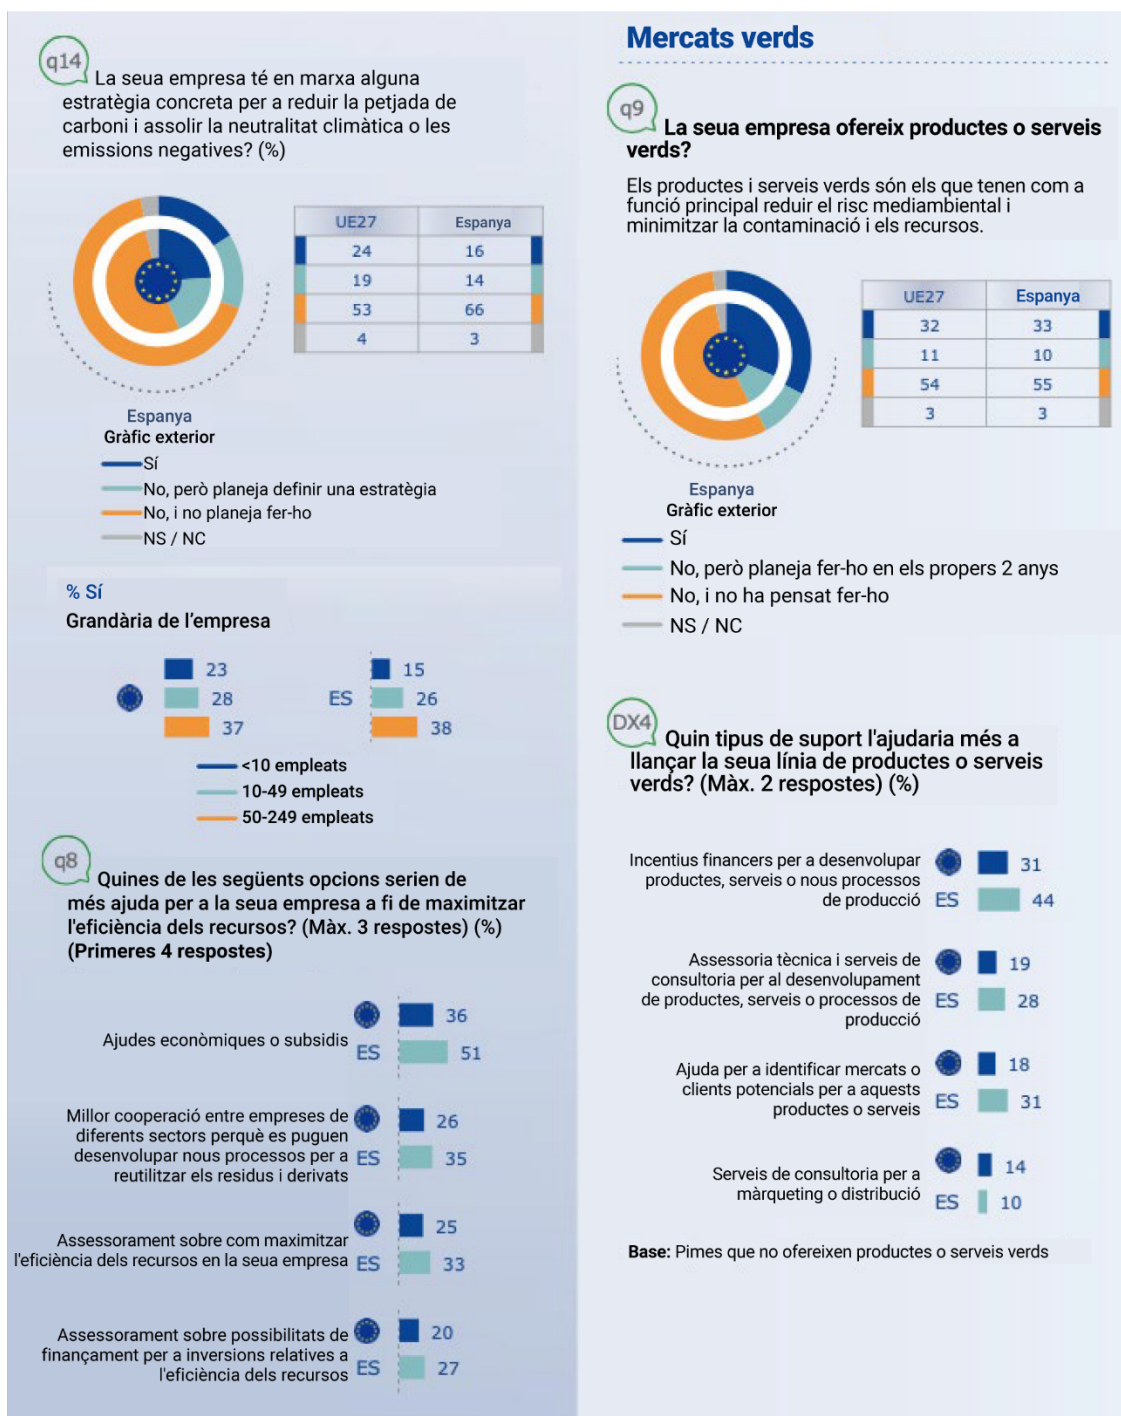 q14
La seua empresa té en marxa alguna
estratègia concreta per a reduir la petjada de
carboni i assolir la neutralitat climàtica o les
emissions negatives? (%)
UE27 Espanya
24 16
19 14
53 66
4 3
Espanya
Gràfic exterior
Sí
No, però planeja definir una estratègia
No, i no planeja fer-ho
NS / NC
% Sí
Grandària de l’empresa
23
28
37
ES
15
26
38
<10 empleats
10-49 empleats
50-249 empleats
q8
Quines de les següents opcions serien de
més ajuda per a la seua empresa a fi de maximitzar
l'eficiència dels recursos? (Màx. 3 respostes) (%)
(Primeres 4 respostes)
Ajudes econòmiques o subsidis
36
ES 51
Millor cooperació entre empreses de
diferents sectors perquè es puguen
desenvolupar nous processos per a
reutilitzar els residus i derivats
26
ES 35
Assessorament sobre com maximitzar
l'eficiència dels recursos en la seua empresa
25
ES 33
Assessorament sobre possibilitats de
finançament per a inversions relatives a
l'eficiència dels recursos
20
ES 27
Mercats verds
q9
La seua empresa ofereix productes o serveis
verds?
Els productes i serveis verds són els que tenen com a
funció principal reduir el risc mediambiental i
minimitzar la contaminació i els recursos.
UE27 Espanya
32 33
11 10
54 55
3 3
Espanya
Gràfic exterior
Sí
No, però planeja fer-ho en els propers 2 anys
No, i no ha pensat fer-ho
NS / NC
DX4
Quin tipus de suport l'ajudaria més a
llançar la seua línia de productes o serveis
verds? (Màx. 2 respostes) (%)
Incentius financers per a desenvolupar
productes, serveis o nous processos
de producció
31
ES 44
Assessoria tècnica i serveis de
consultoria per al desenvolupament
de productes, serveis o processos de
producció
19
ES 28
Ajuda per a identificar mercats o
clients potencials per a aquests
productes o serveis
18
ES 31
Serveis de consultoria per a
màrqueting o distribució
14
ES 10
Base: Pimes que no ofereixen productes o serveis verds